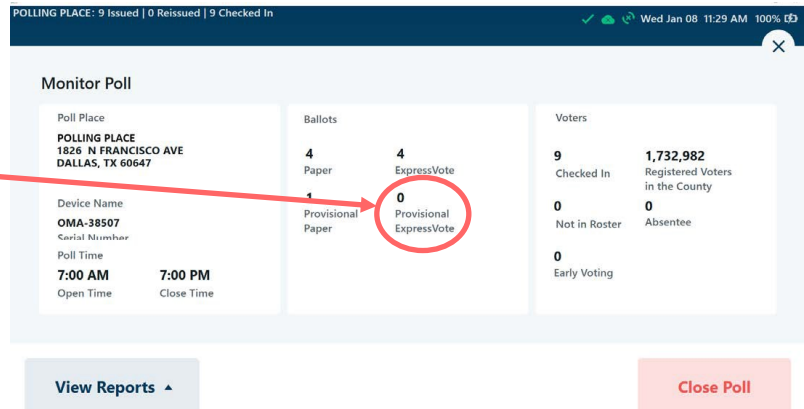 POLLING PLACE: 9 Issued | 0 Reissued | 9 Checked In
Wed Jan 08 11:29 AM 100%
Monitor Poll
Poll Place
POLLING PLACE
1826 N FRANCISCO AVE
DALLAS, TX 60647
Device Name
OMA-38507
Serial Number
Poll Time
7:00 AM 7:00 PM
Open Time Close Time
Ballots
4 4
Paper ExpressVote
1 0
Provisional Provisional
Paper ExpressVote
Voters
9 1,732,982
Checked In Registered Voters
in the County
0 0
Not in Roster Absentee
0
Early Voting
View Reports
Close Poll